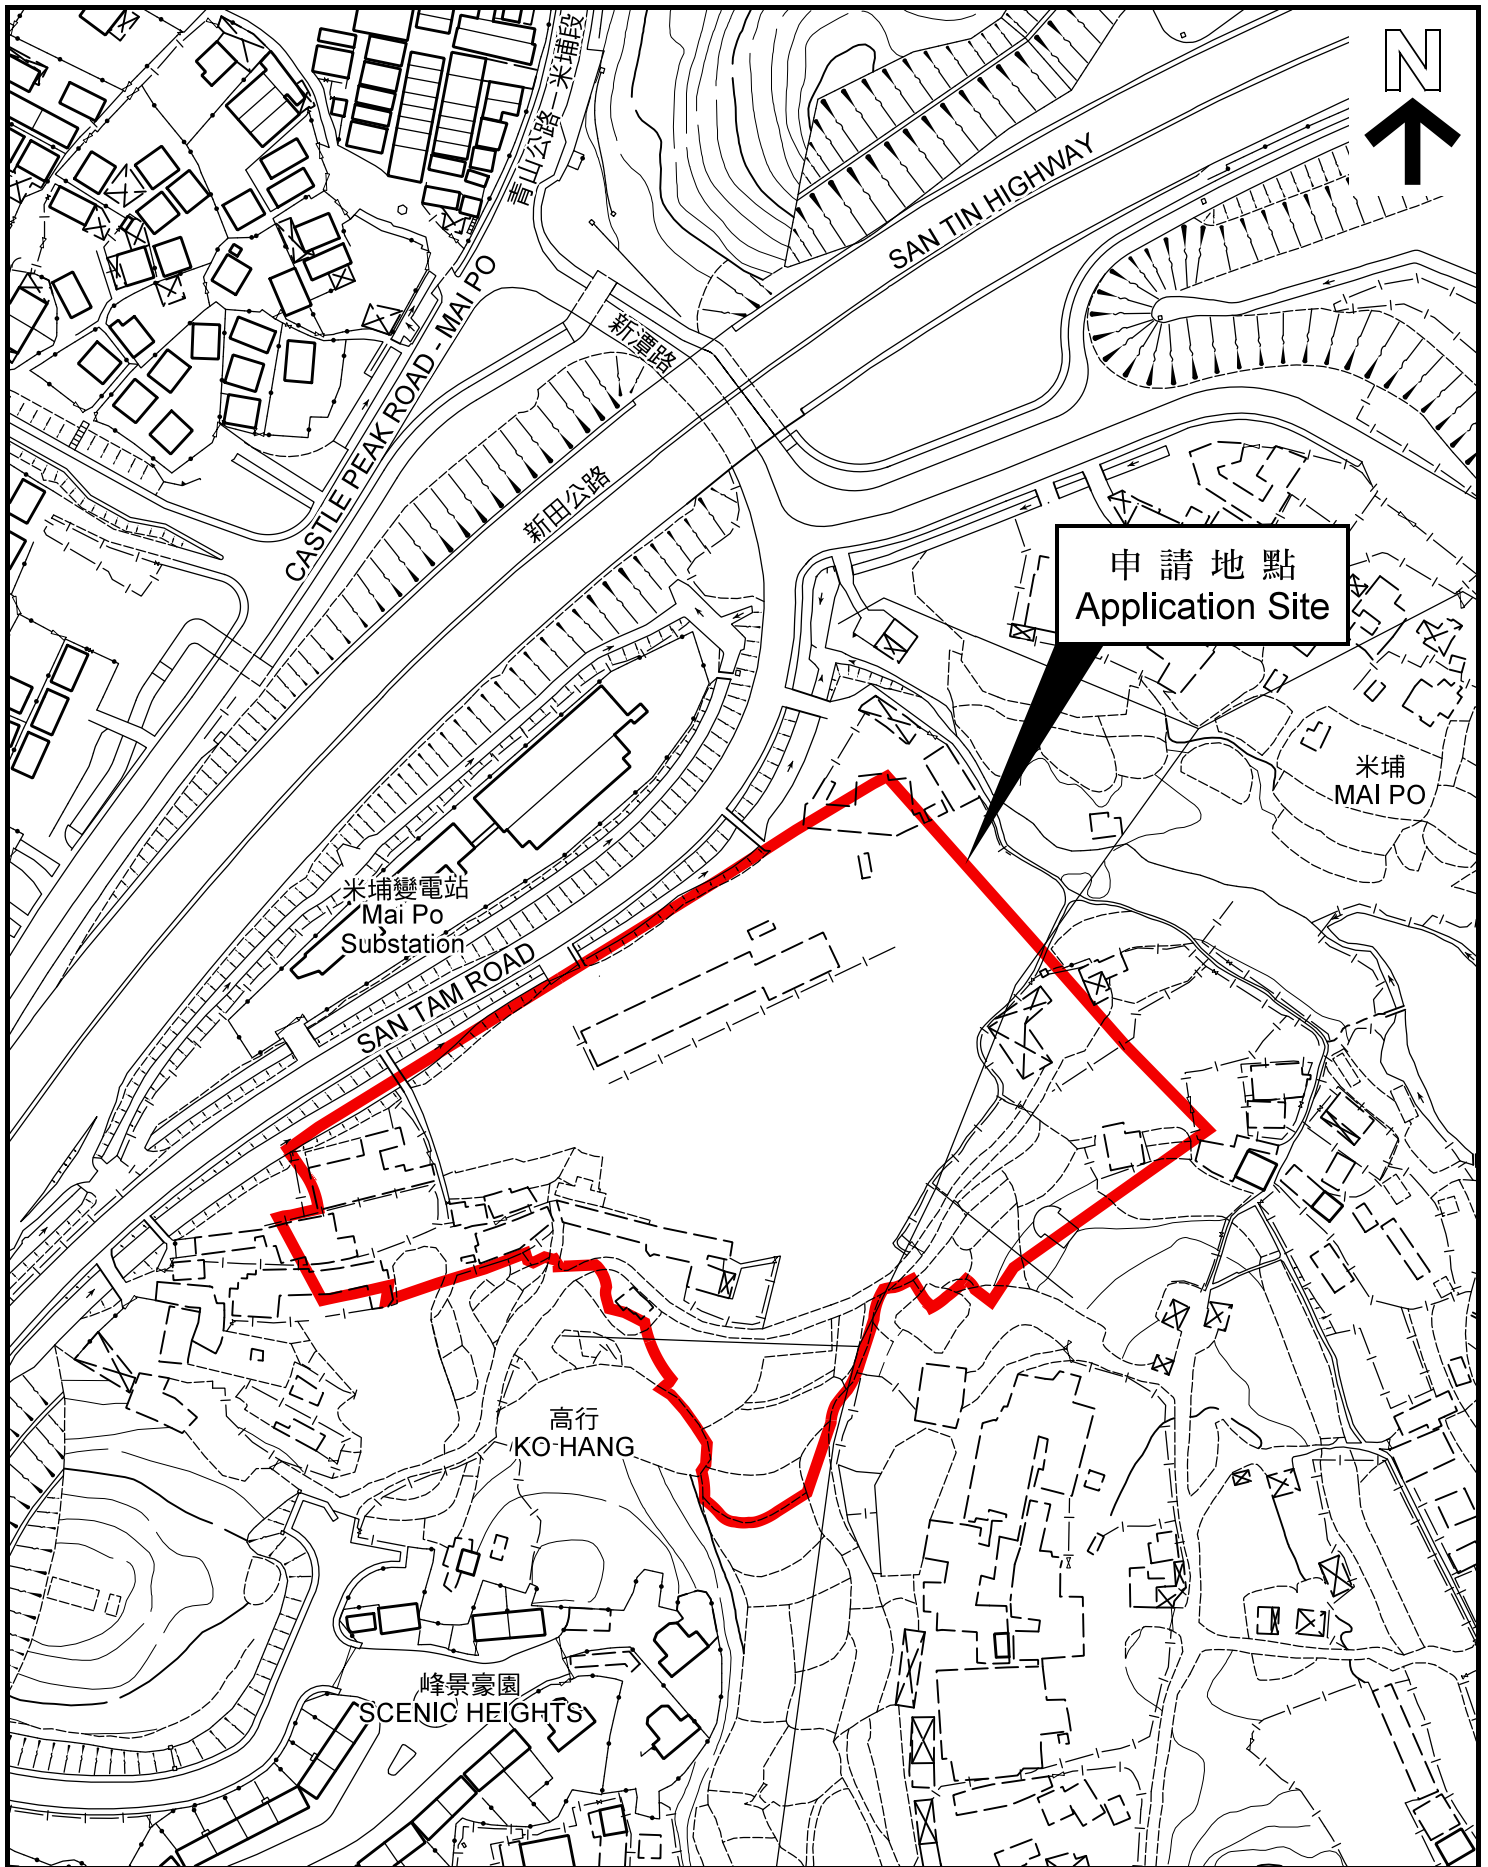 N
青山公路－米埔段
CASTLE PEAK ROAD - MAI PO
SAN TIN HIGHWAY
新潭路
新田公路
申請地點
Application Site
米埔
MAI PO
米埔變電站
Mai Po
Substation
SAN TAM ROAD
高行
KO HANG
峰景豪園
SCENIC HEIGHTS